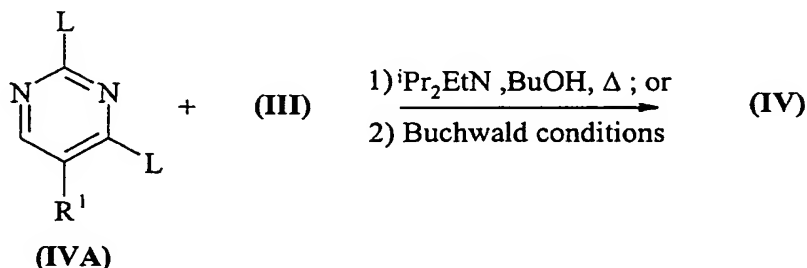 L
N N
+ (III) 1) ⁱPr₂EtN ,BuOH, Δ ; or (IV)
2) Buchwald conditions
L
R¹
(IVA)